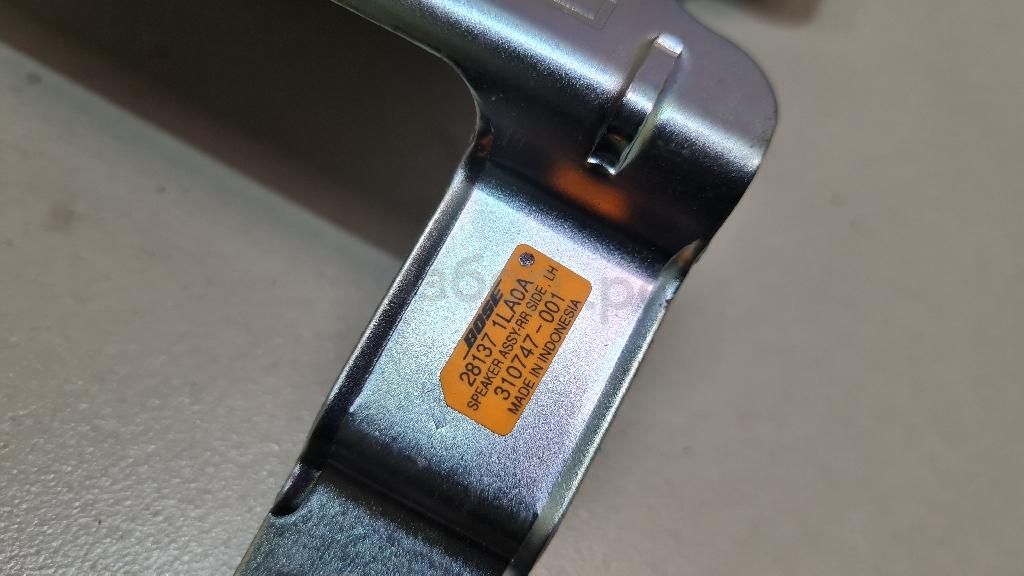 BOSE
28137 1LA0A
SPEAKER ASSY-RR SIDE, LH
310747-001
MADE IN INDONESIA